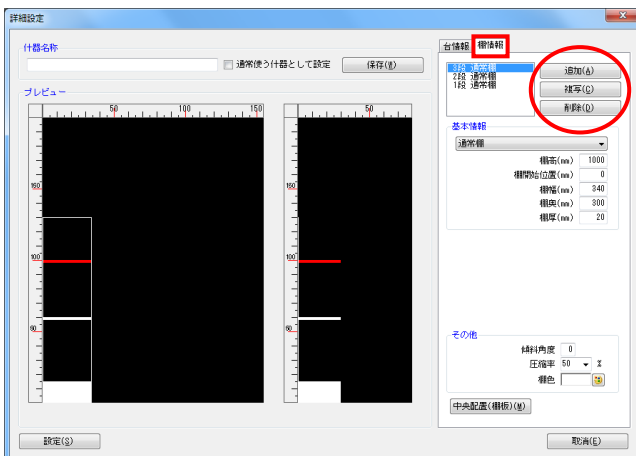 詳細設定
什器名称
通常使う什器として設定
保存(W)
プレビュー
50 100 150
150
100
50
50
150
100
50
台情報 棚情報
3段 通常棚
2段 通常棚
1段 通常棚
追加(A)
複写(C)
削除(D)
基本情報
通常棚
棚高(mm) 1000
棚開始位置(mm) 0
棚幅(mm) 340
棚奥(mm) 300
棚厚(mm) 20
その他
傾斜角度 0
圧縮率 50 %
棚色
中央配置(棚板)(M)
設定(S)
取消(E)